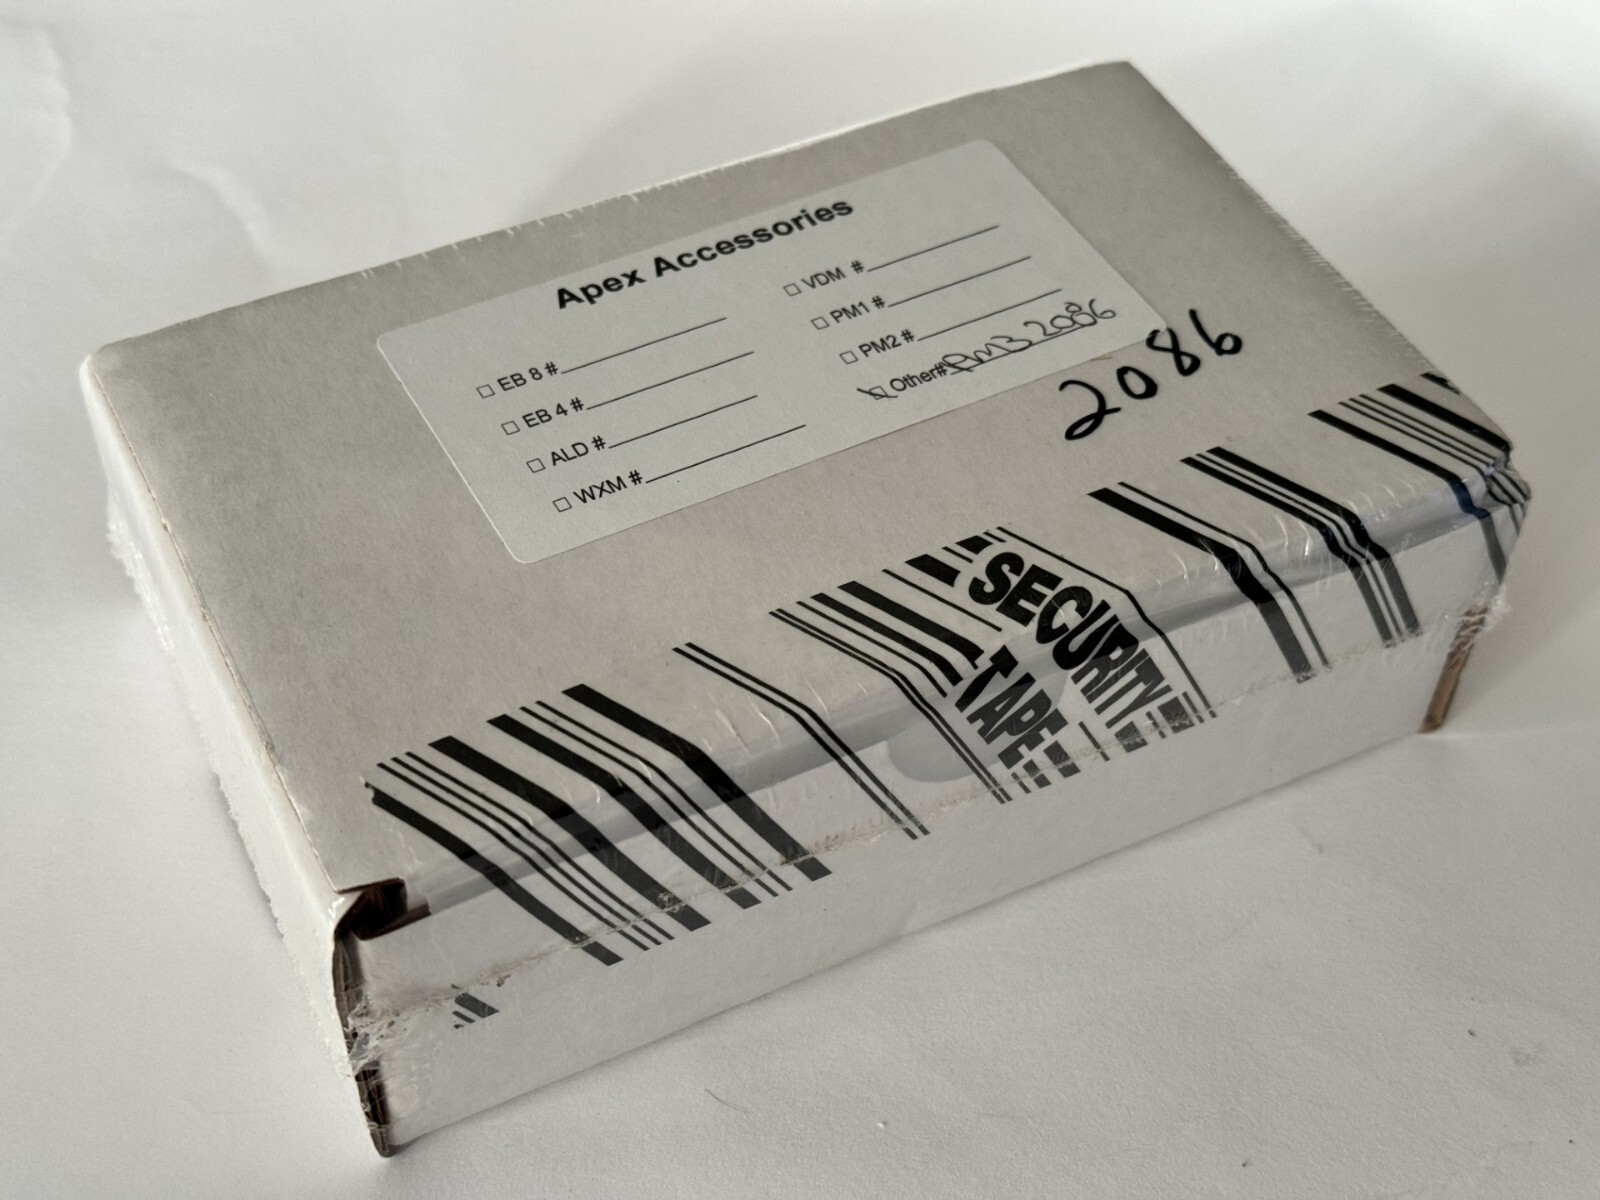 Apex Accessories
□ EB 8 #
□ EB 4 #
□ ALD #
□ WXM #
□ VDM #
□ PM1 #
□ PM2 #
☒ Other# PM3 2086
2086
SECURITY
TAPE